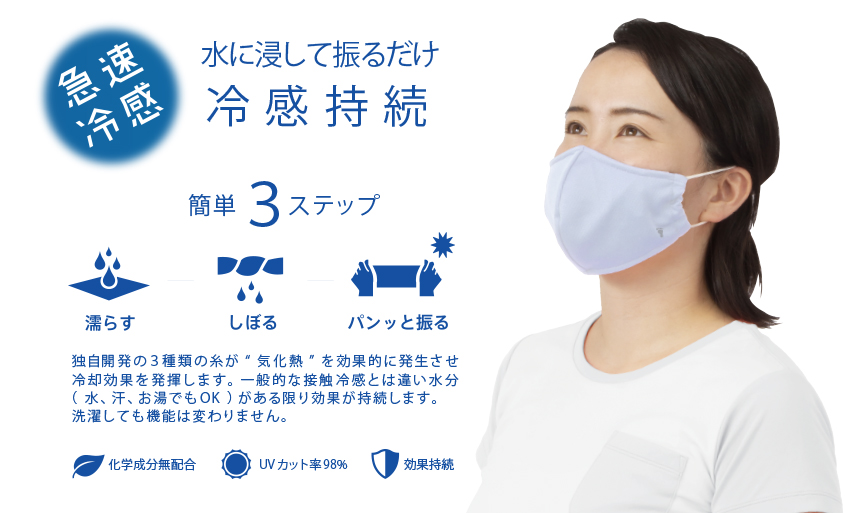 急速
冷感
水に浸して振るだけ
冷感持続
簡単3ステップ
濡らす
しぼる
パンッと振る
独自開発の3種類の糸が“気化熱”を効果的に発生させ
冷却効果を発揮します。一般的な接触冷感とは違い水分
(水、汗、お湯でもOK)がある限り効果が持続します。
洗濯しても機能は変わりません。
化学成分無配合
UVカット率98%
効果持続